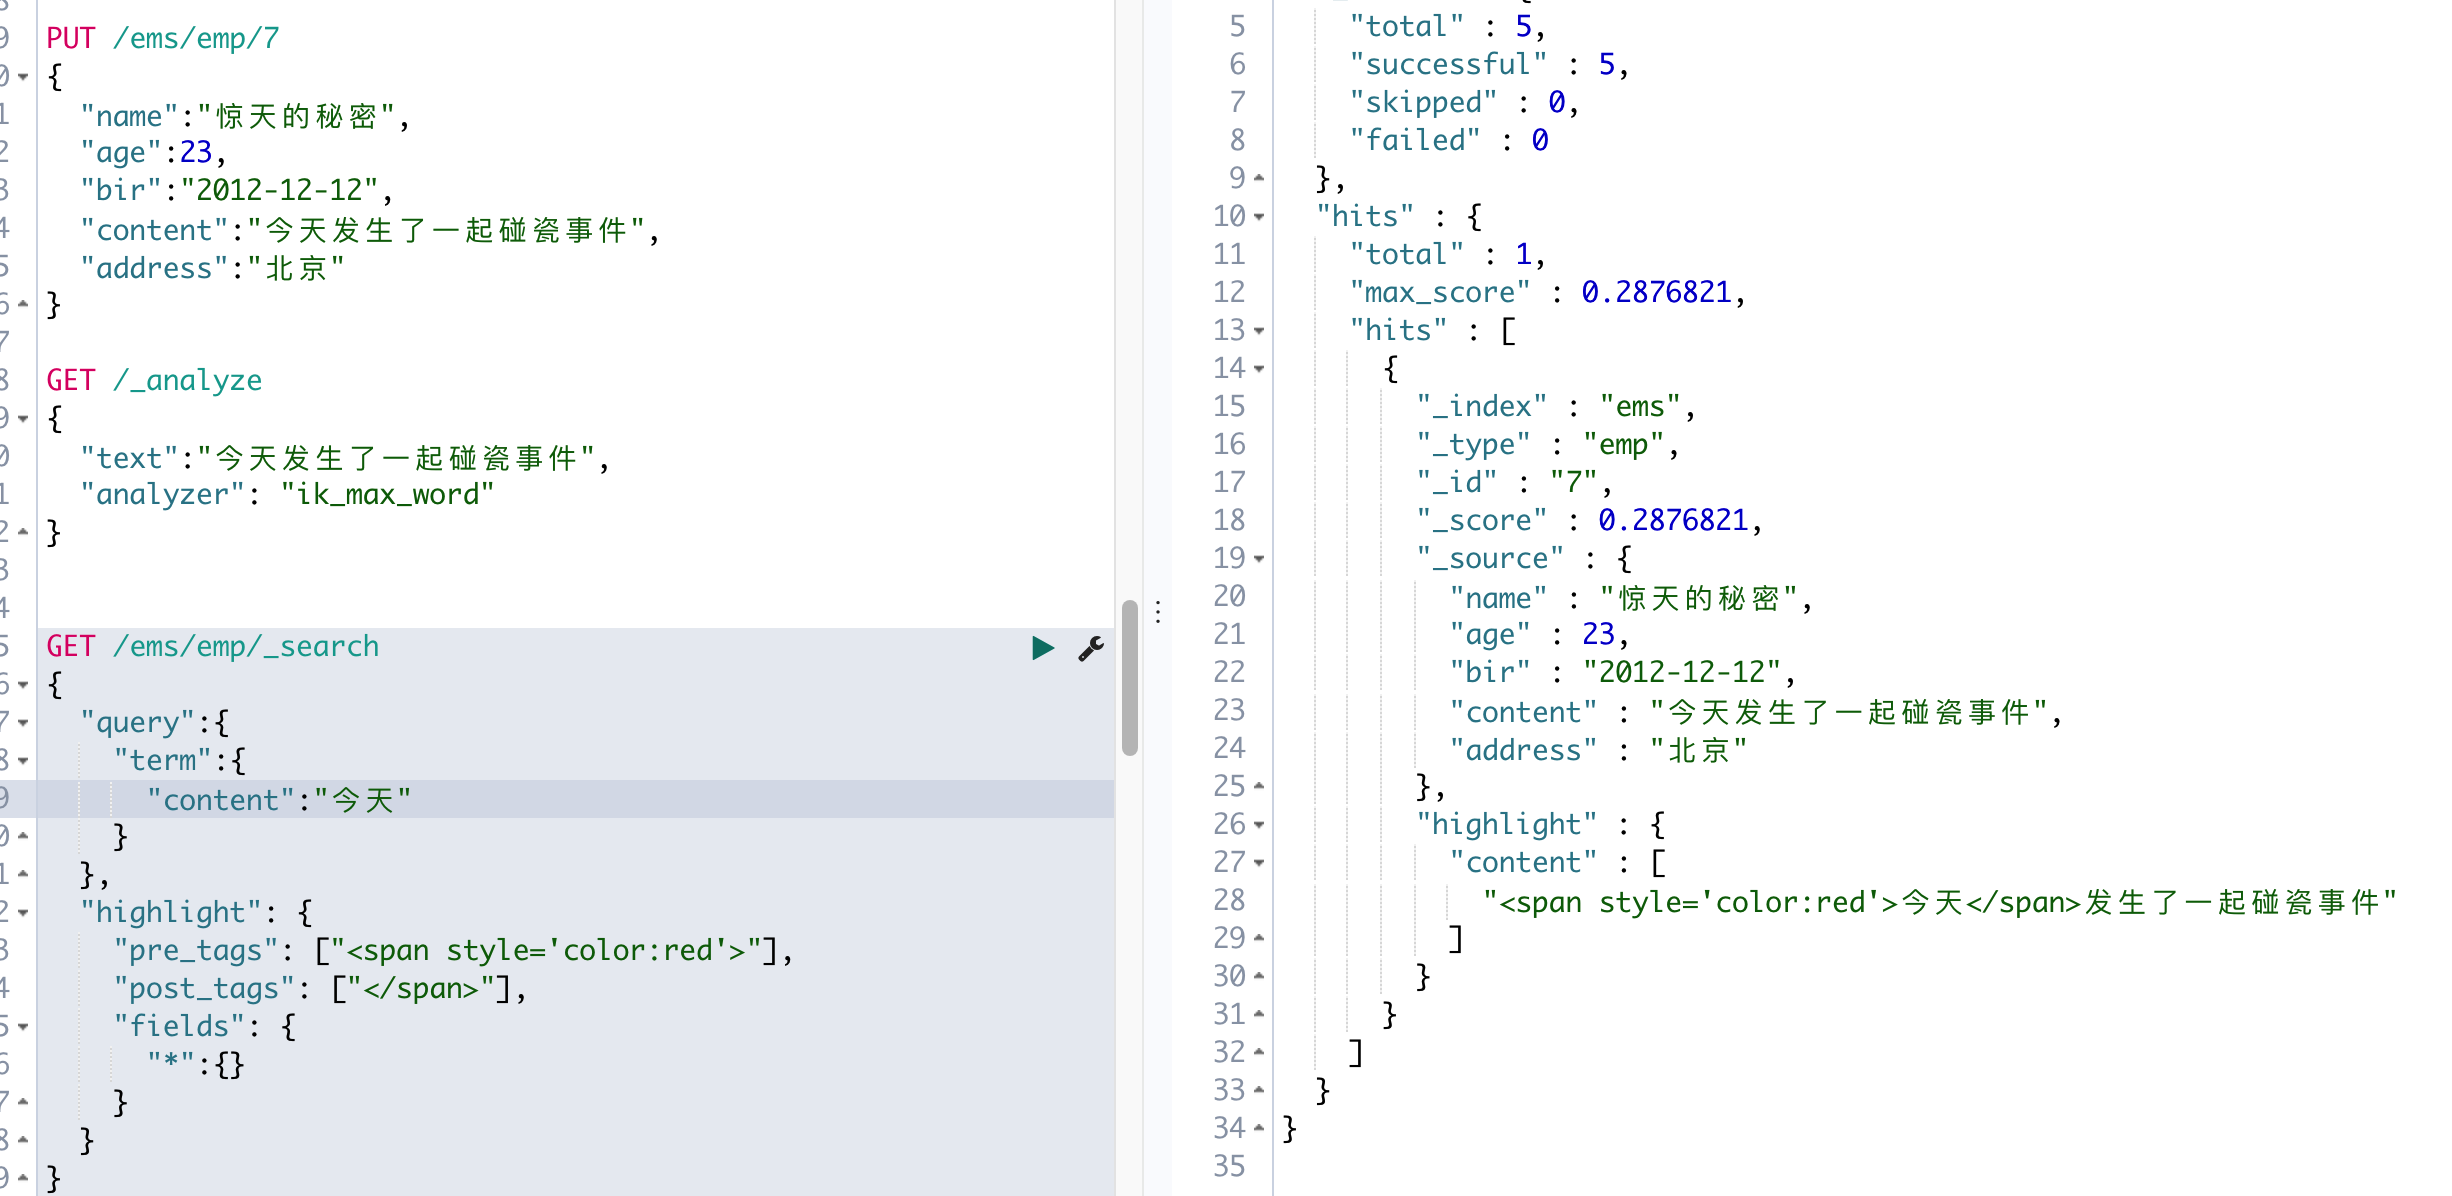 PUT /ems/emp/7
{
  "name":"惊天的秘密",
  "age":23,
  "bir":"2012-12-12",
  "content":"今天发生了一起碰瓷事件",
  "address":"北京"
}
GET /_analyze
{
  "text":"今天发生了一起碰瓷事件",
  "analyzer": "ik_max_word"
}
GET /ems/emp/_search
{
  "query":{
    "term":{
      "content":"今天"
    }
  },
  "highlight": {
    "pre_tags": ["<span style='color:red'>"],
    "post_tags": ["</span>"],
    "fields": {
      "*":{}
    }
  }
}
5 "total" : 5,
6 "successful" : 5,
7 "skipped" : 0,
8 "failed" : 0
9 },
10 "hits" : {
11 "total" : 1,
12 "max_score" : 0.2876821,
13 "hits" : [
14 {
15 "_index" : "ems",
16 "_type" : "emp",
17 "_id" : "7",
18 "_score" : 0.2876821,
19 "_source" : {
20 "name" : "惊天的秘密",
21 "age" : 23,
22 "bir" : "2012-12-12",
23 "content" : "今天发生了一起碰瓷事件",
24 "address" : "北京"
25 },
26 "highlight" : {
27 "content" : [
28 "<span style='color:red'>今天</span>发生了一起碰瓷事件"
29 ]
30 }
31 }
32 ]
33 }
34 }
35